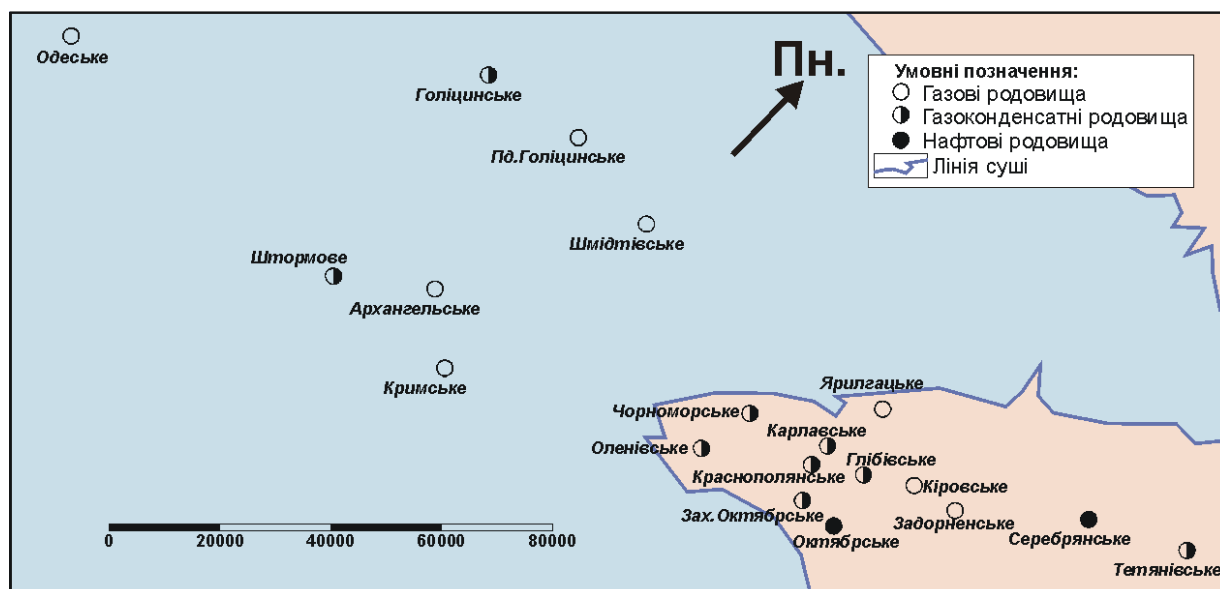 Одеське
Голіцинське
Пн.
Умовні позначення:
Газові родовища
Газоконденсатні родовища
Нафтові родовища
Лінія суші
Пд.Голіцинське
Шмідтівське
Штормове
Архангельське
Кримське
Ярилгацьке
Чорноморське
Карлавське
Оленівське
Глібівське
Краснополянське
Кіровське
Зах.Октябрське
Задорненське
Октябрське
Серебрянське
Тетянівське
0 20000 40000 60000 80000